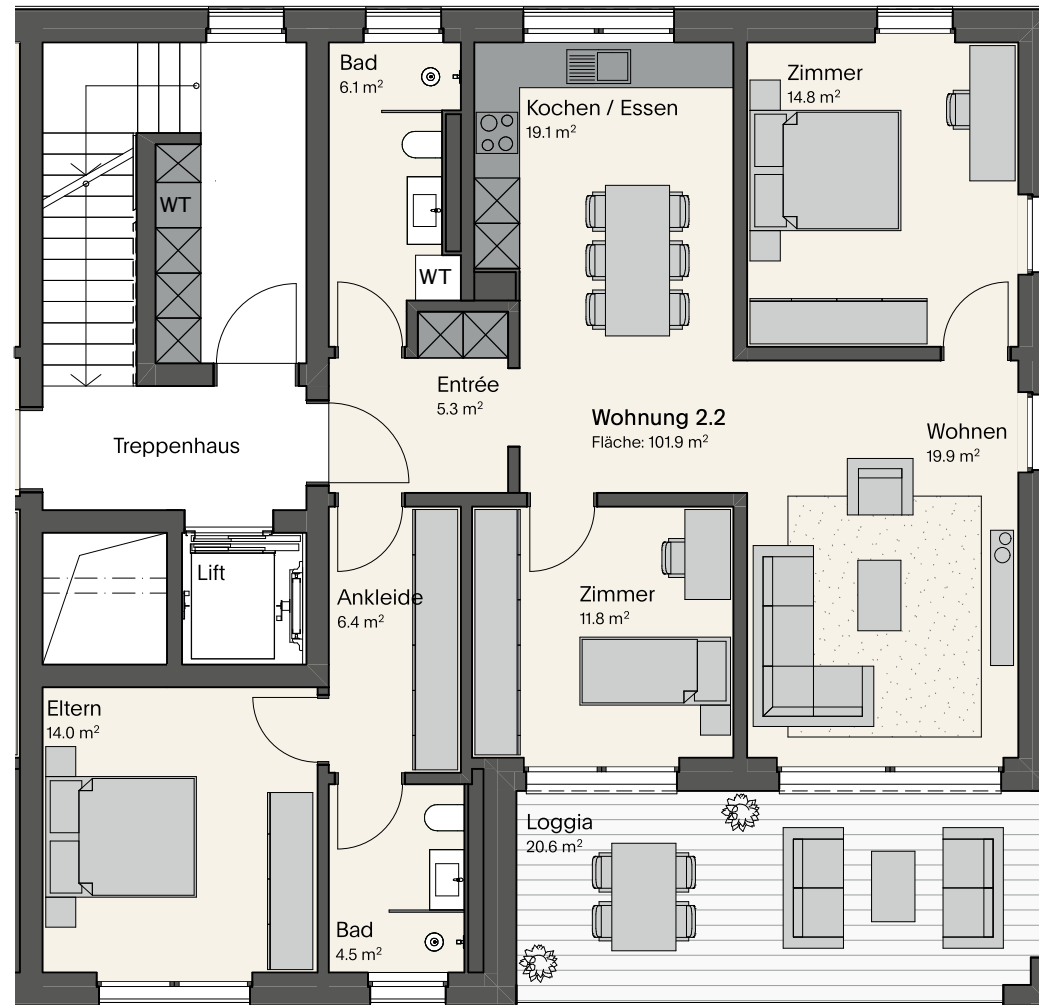 Bad
6.1 m²
Kochen / Essen
19.1 m²
Zimmer
14.8 m²
WT
WT
Entrée
5.3 m²
Wohnung 2.2
Fläche: 101.9 m²
Wohnen
19.9 m²
Treppenhaus
Lift
Ankleide
6.4 m²
Zimmer
11.8 m²
Eltern
14.0 m²
Loggia
20.6 m²
Bad
4.5 m²